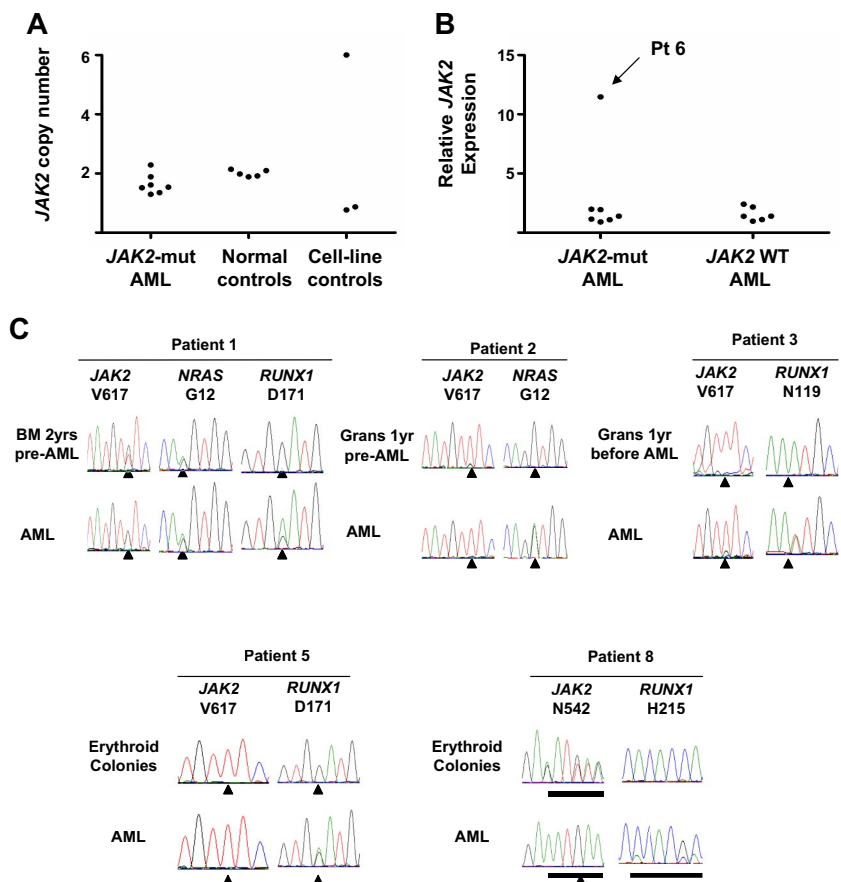 A
JAK2 copy number
6
4
2
JAK2-mut AML
Normal controls
Cell-line controls
B
Relative JAK2 Expression
15
10
5
Pt 6
JAK2-mut AML
JAK2 WT AML
C
Patient 1
JAK2 V617
NRAS G12
RUNX1 D171
BM 2yrs pre-AML
AML
Patient 2
JAK2 V617
NRAS G12
Grans 1yr pre-AML
AML
Patient 3
JAK2 V617
RUNX1 N119
Grans 1yr before AML
AML
Patient 5
JAK2 V617
RUNX1 D171
Erythroid Colonies
AML
Patient 8
JAK2 N542
RUNX1 H215
Erythroid Colonies
AML